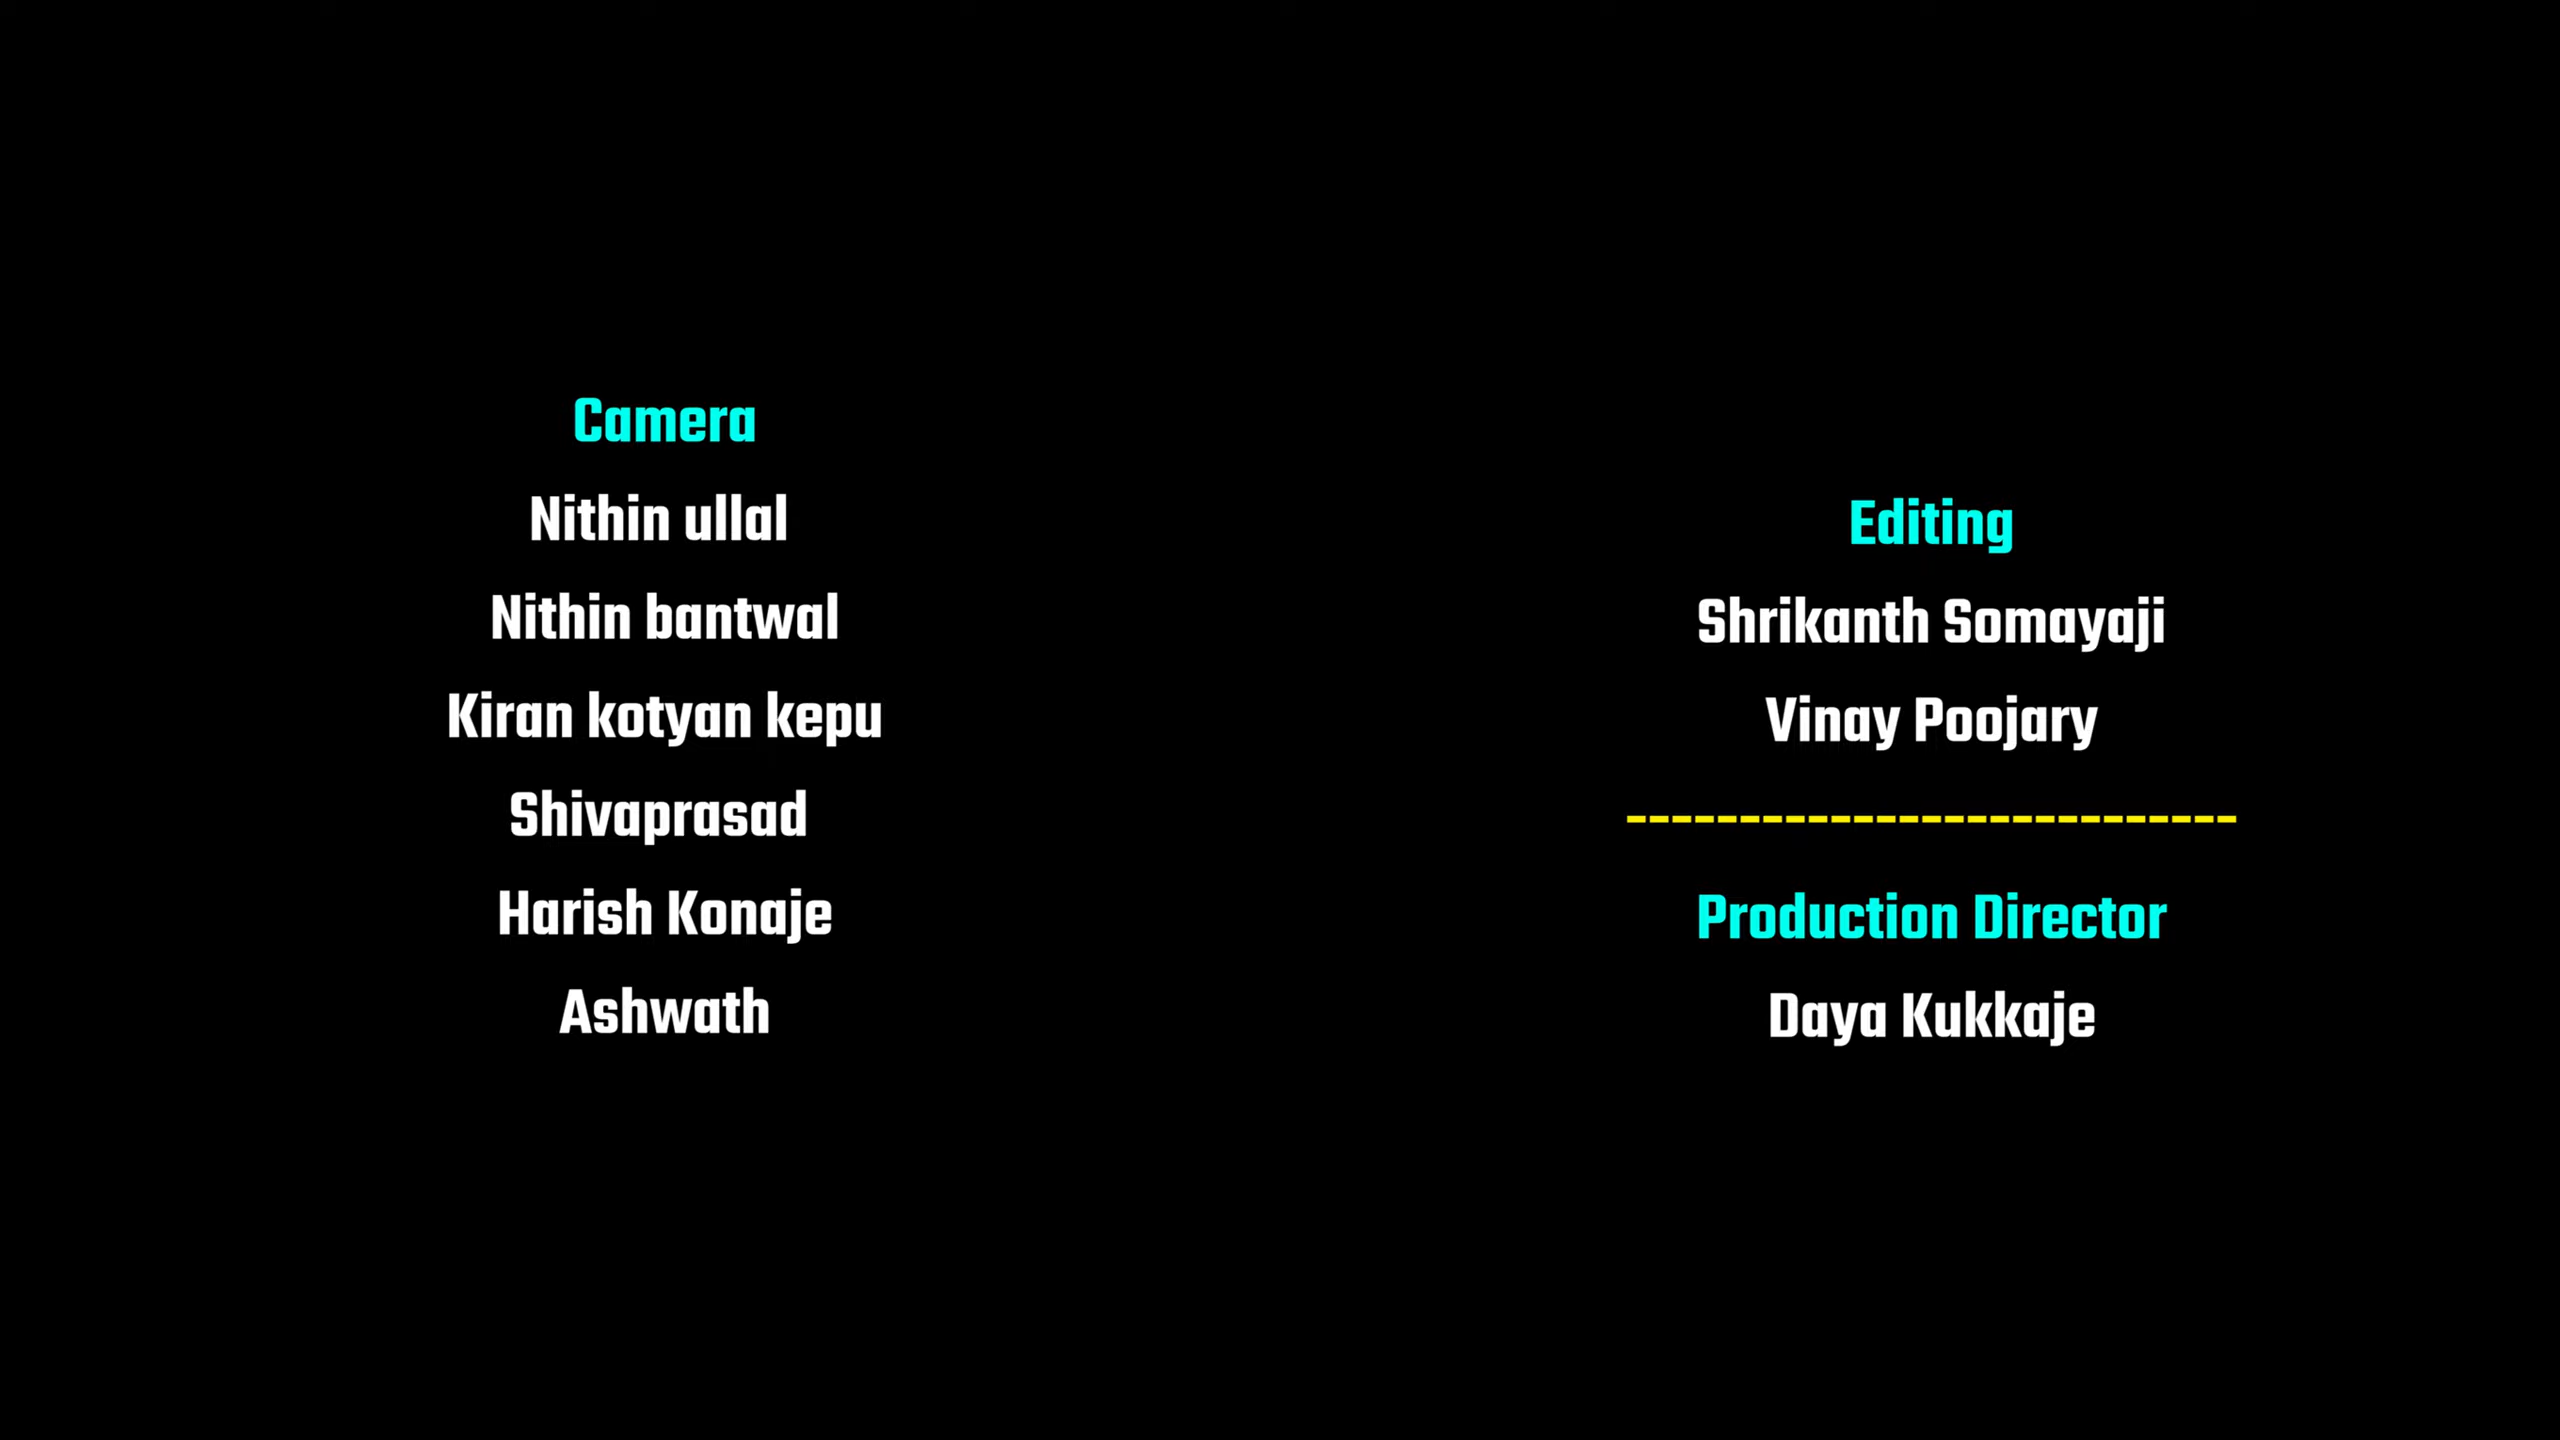 Camera
Nithin ullal
Nithin bantwal
Kiran kotyan kepu
Shivaprasad
Harish Konaje
Ashwath
Editing
Shrikanth Somayaji
Vinay Poojary
---------------------------
Production Director
Daya Kukkaje